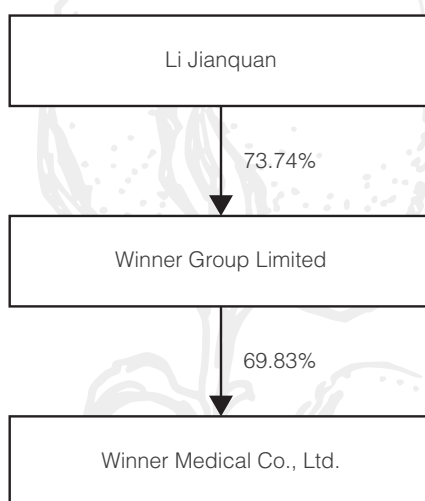 Li Jianquan
73.74%
Winner Group Limited
69.83%
Winner Medical Co., Ltd.